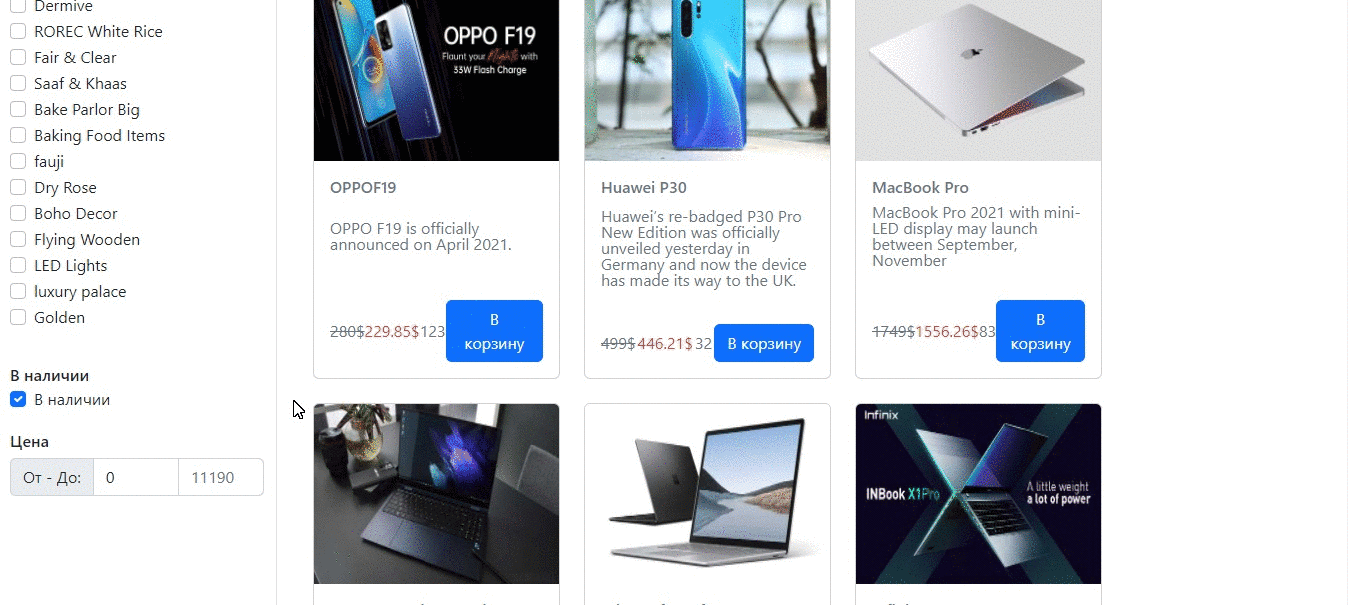 Dermive
ROREC White Rice
Fair & Clear
Saaf & Khaas
Bake Parlor Big
Baking Food Items
fauji
Dry Rose
Boho Decor
Flying Wooden
LED Lights
luxury palace
Golden
В наличии
В наличии
Цена
От - До: 0 11190
OPPO F19
Flaunt your Nights with
33W Flash Charge
OPPOF19
OPPO F19 is officially
announced on April 2021.
280$229.85$123
В
корзину
Huawei P30
Huawei’s re-badged P30 Pro
New Edition was officially
unveiled yesterday in
Germany and now the device
has made its way to the UK.
499$446.21$32
В корзину
MacBook Pro
MacBook Pro 2021 with mini-
LED display may launch
between September,
November
1749$1556.26$83
В
корзину
Infinix
INBook X1Pro
A little weight
a lot of power